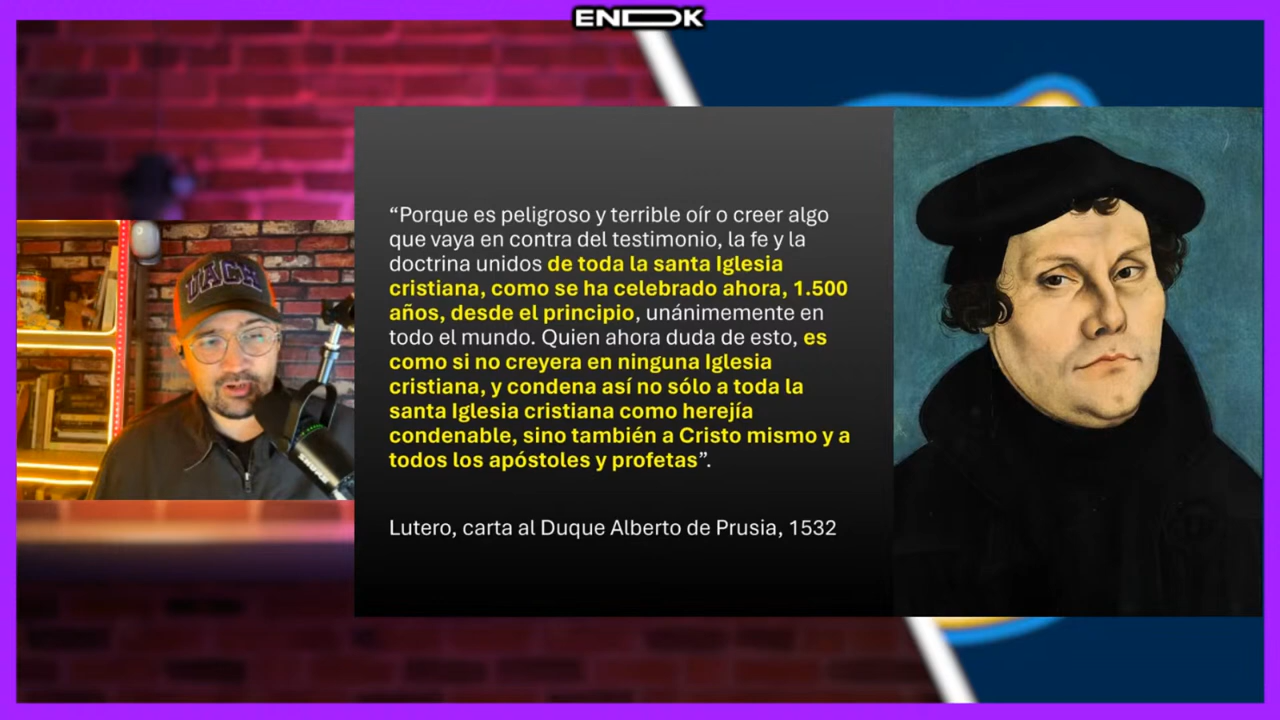 ENDOK
UACH
“Porque es peligroso y terrible oír o creer algo
que vaya en contra del testimonio, la fe y la
doctrina unidos de toda la santa Iglesia
cristiana, como se ha celebrado ahora, 1.500
años, desde el principio, unánimemente en
todo el mundo. Quien ahora duda de esto, es
como si no creyera en ninguna Iglesia
cristiana, y condena así no sólo a toda la
santa Iglesia cristiana como herejía
condenable, sino también a Cristo mismo y a
todos los apóstoles y profetas”.
Lutero, carta al Duque Alberto de Prusia, 1532
SHURE